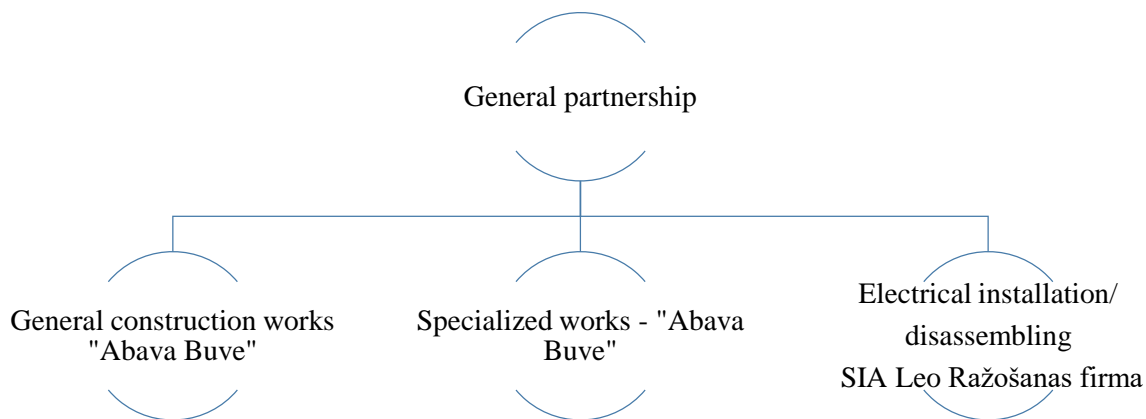 General partnership
General construction works
"Abava Buve"
Specialized works - "Abava
Buve"
Electrical installation/
disassembling
SIA Leo Ražošanas firma